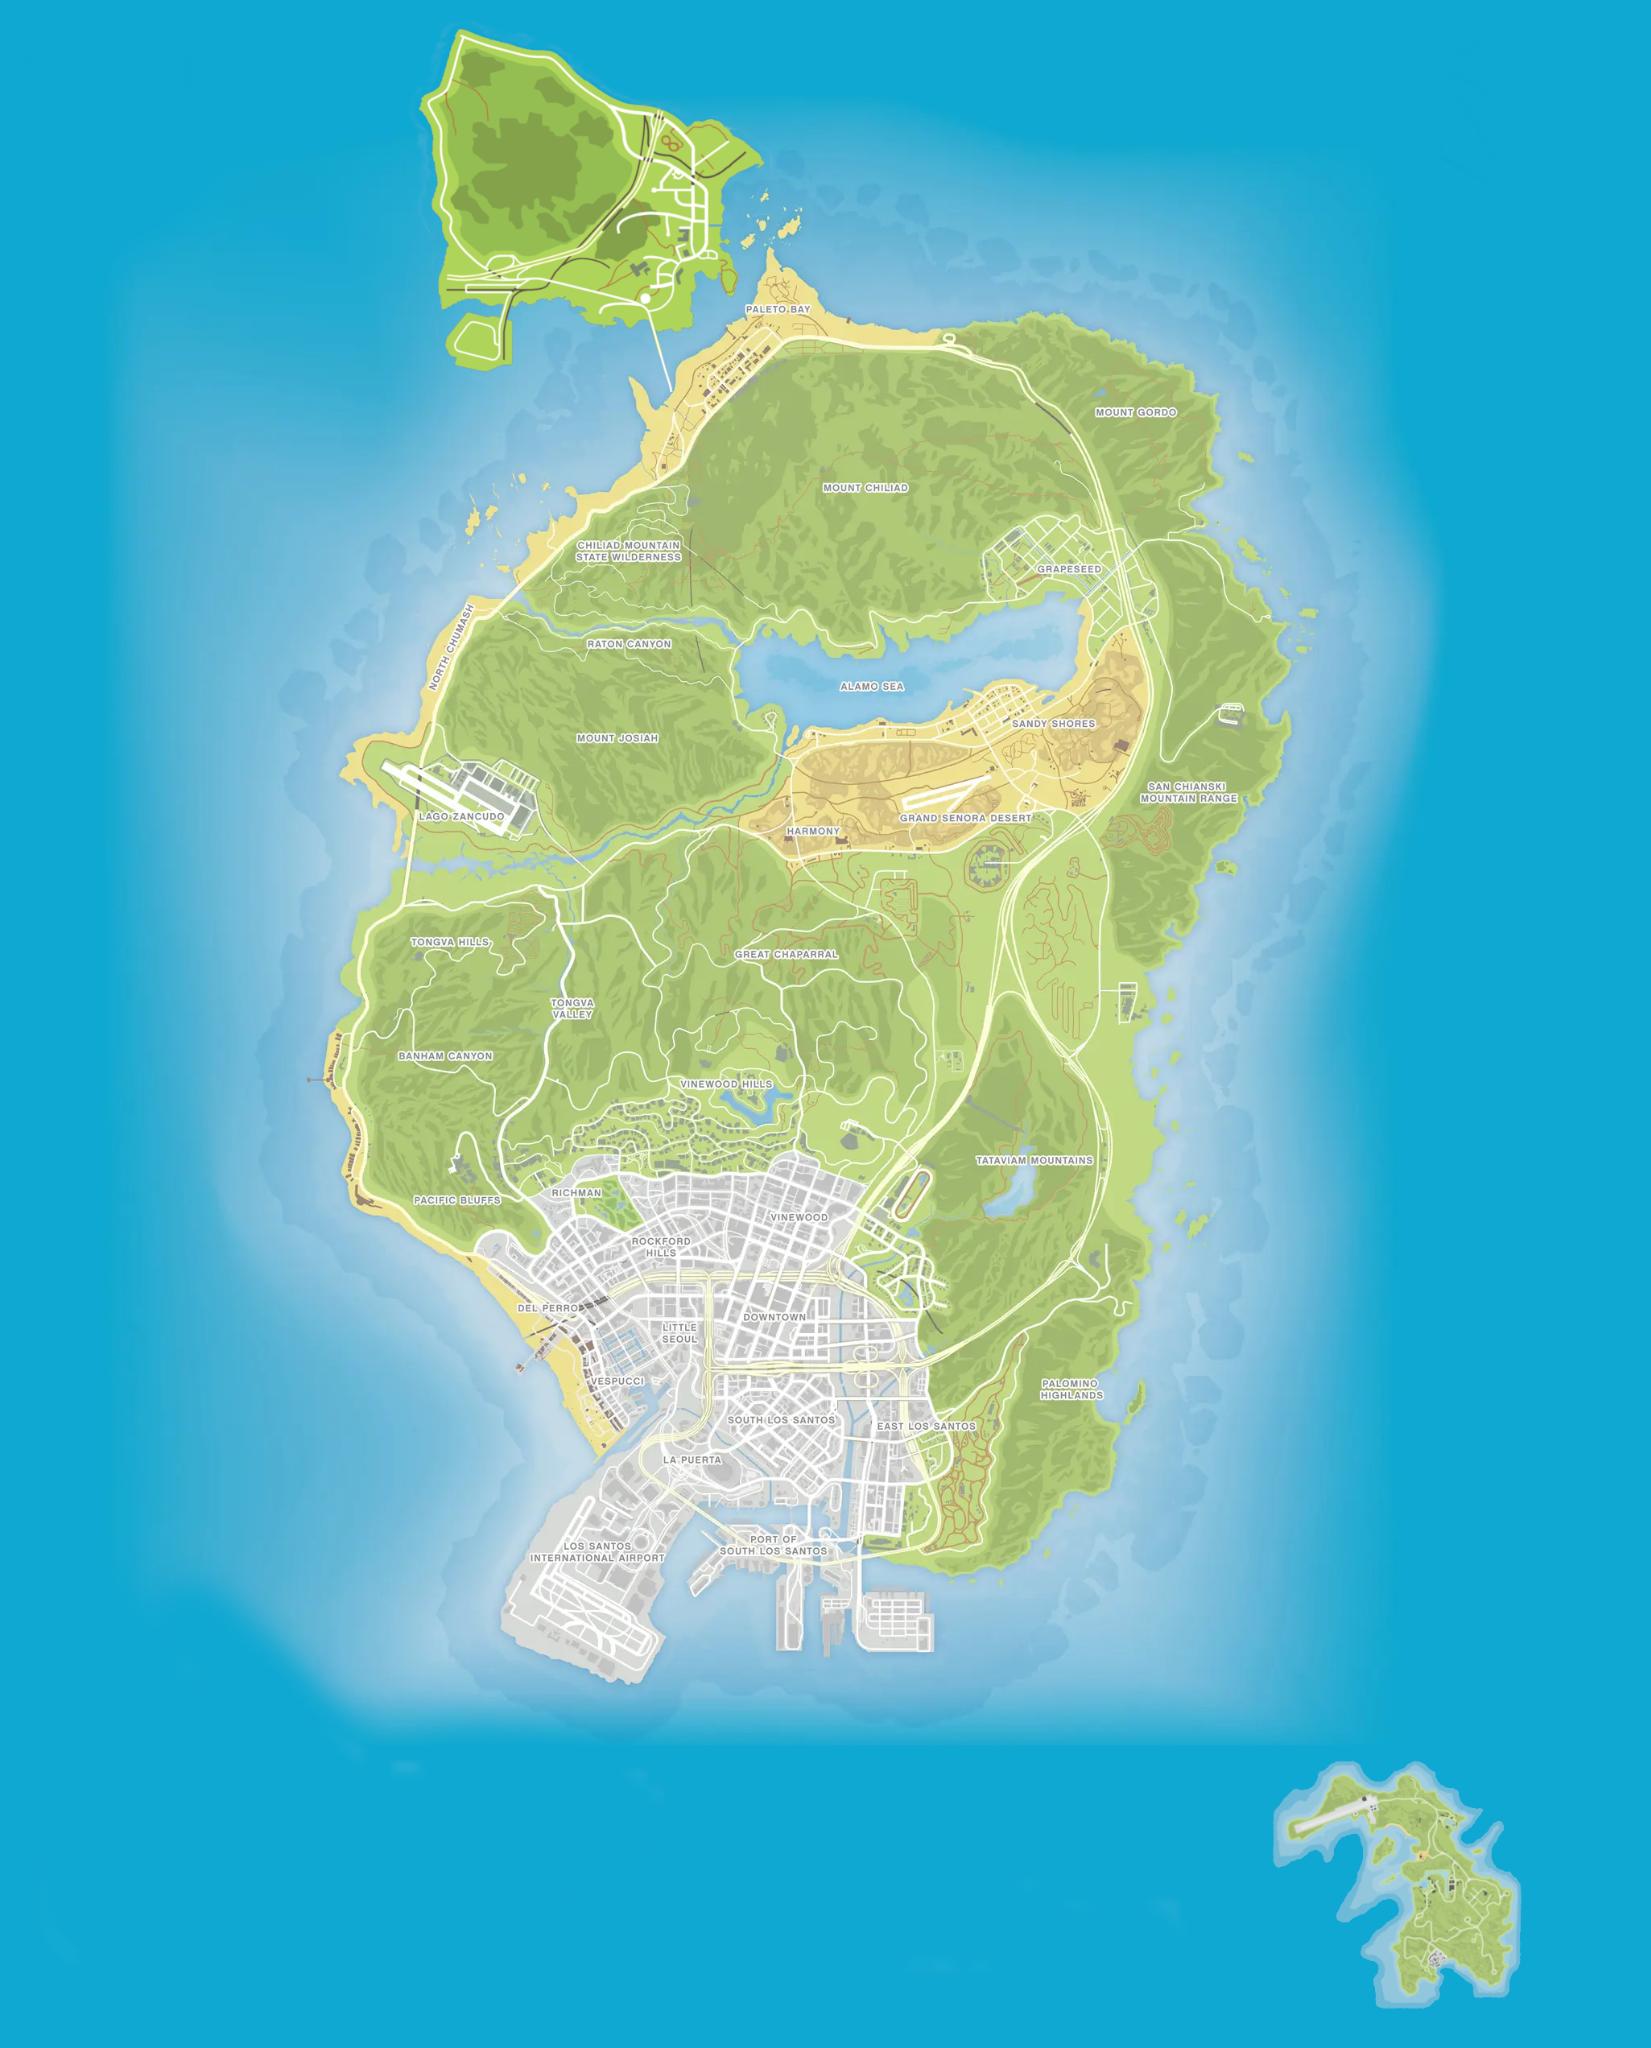 PALETO BAY
MOUNT GORDO
MOUNT CHILIAD
CHILIAD MOUNTAIN
STATE WILDERNESS
GRAPESEED
NORTH CHUMASH
RATON CANYON
ALAMO SEA
SANDY SHORES
MOUNT JOSIAH
SAN CHIANSKI
MOUNTAIN RANGE
LAGO ZANCUDO
GRAND SENORA DESERT
HARMONY
TONGVA HILLS
GREAT CHAPARRAL
TONGVA
VALLEY
BANHAM CANYON
VINEWOOD HILLS
TATAVIAM MOUNTAINS
RICHMAN
PACIFIC BLUFFS
VINEWOOD
ROCKFORD
HILLS
DEL PERRO
DOWNTOWN
LITTLE
SEOUL
VESPUCCI
PALOMINO
HIGHLANDS
SOUTH LOS SANTOS
EAST LOS SANTOS
LA PUERTA
PORT OF
SOUTH LOS SANTOS
LOS SANTOS
INTERNATIONAL AIRPORT